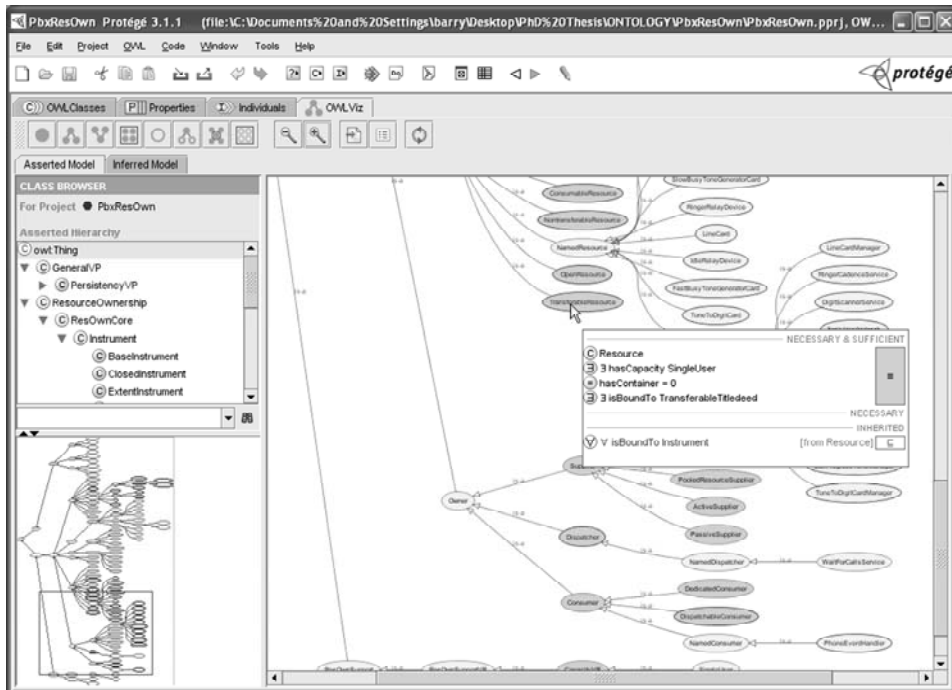 PbxResOwn Protégé 3.1.1 (file:\C:\Documents%20and%20Settings\barry\Desktop\PhD%20Thesis\ONTOLOGY\PbxResOwn\PbxResOwn.pprj, OW...
File Edit Project OWL Code Window Tools Help
protégé
OWLClasses Properties Individuals OWLViz
Asserted Model Inferred Model
CLASS BROWSER
For Project PbxResOwn
Asserted Hierarchy
owl:Thing
GeneralVP
PersistencyVP
ResourceOwnership
ResOwnCore
Instrument
BaseInstrument
ClosedInstrument
ExtentInstrument
SlowBusyToneGeneratorCard
ConsumableResource
RingerRelayDevice
NontransferableResource
LineCard
NamedResource
LineCardManager
IdleRelayDevice
OpenResource
RingerCadenceService
FastBusyToneGeneratorCard
TransferableResource
DigitScannerService
ToneToDigitCard
NECESSARY & SUFFICIENT
Resource
∃ hasCapacity SingleUser
hasContainer = 0
∃ isBoundTo TransferableTitledeed
NECESSARY
INHERITED
∀ isBoundTo Instrument [from Resource] ⊑
PooledResourceSupplier
ToneToDigitCardManager
Owner
ActiveSupplier
PassiveSupplier
Dispatcher
NamedDispatcher
WaitForCallsService
DedicatedConsumer
Consumer
DispatchableConsumer
NamedConsumer
PhoneEventHandler